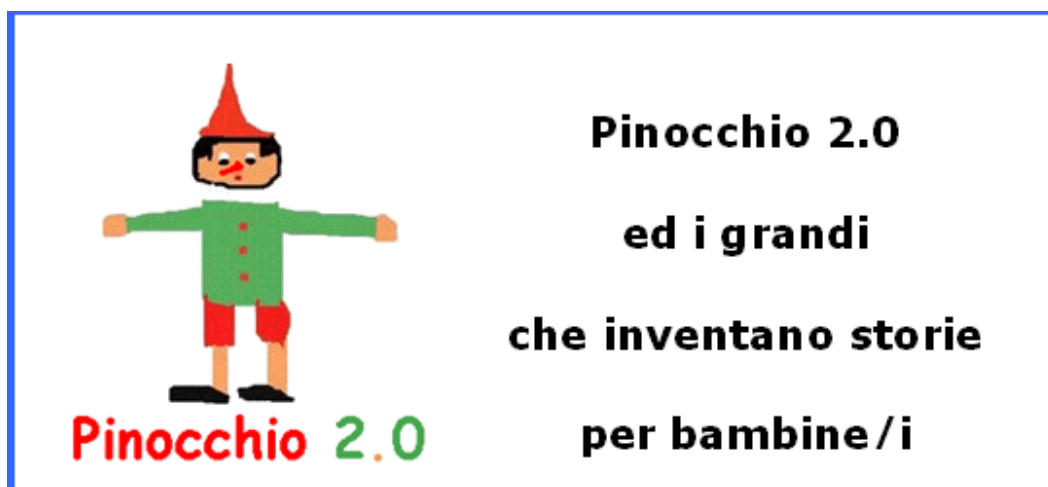 Pinocchio 2.0
Pinocchio 2.0
ed i grandi
che inventano storie
per bambine/i